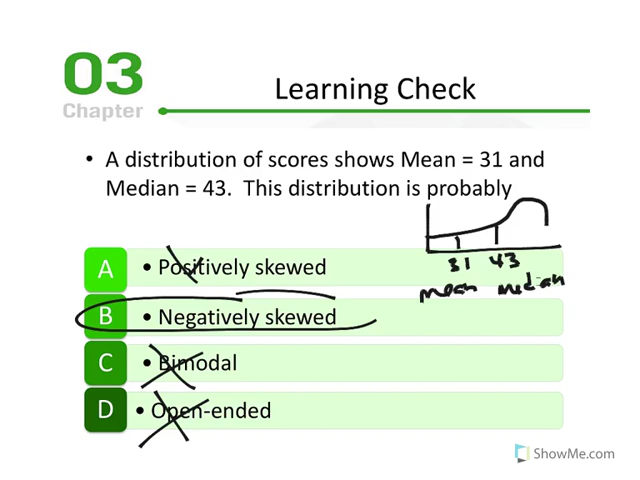 03
Chapter
Learning Check
• A distribution of scores shows Mean = 31 and
Median = 43. This distribution is probably
31 43
mean median
A • Positively skewed
B • Negatively skewed
C • Bimodal
D • Open-ended
ShowMe.com